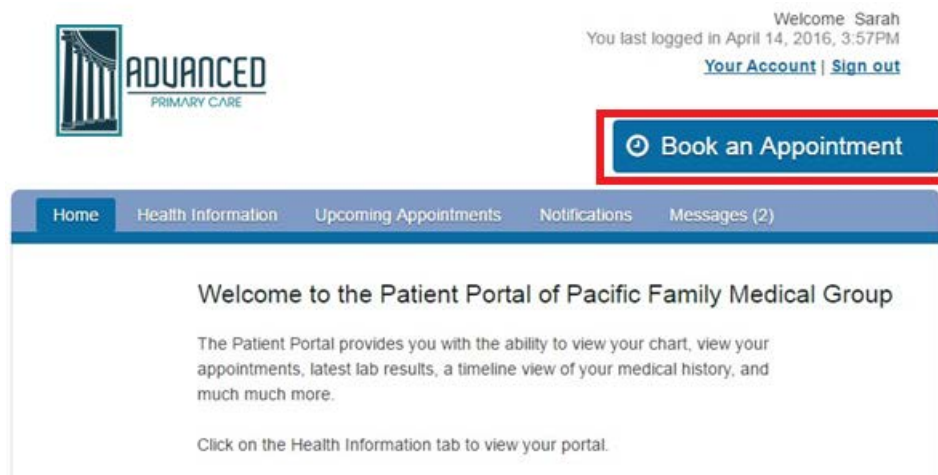 Welcome Sarah
You last logged in April 14, 2016, 3:57PM
Your Account | Sign out
ADVANCED
PRIMARY CARE
Book an Appointment
Home Health Information Upcoming Appointments Notifications Messages (2)
Welcome to the Patient Portal of Pacific Family Medical Group
The Patient Portal provides you with the ability to view your chart, view your
appointments, latest lab results, a timeline view of your medical history, and
much much more.
Click on the Health Information tab to view your portal.